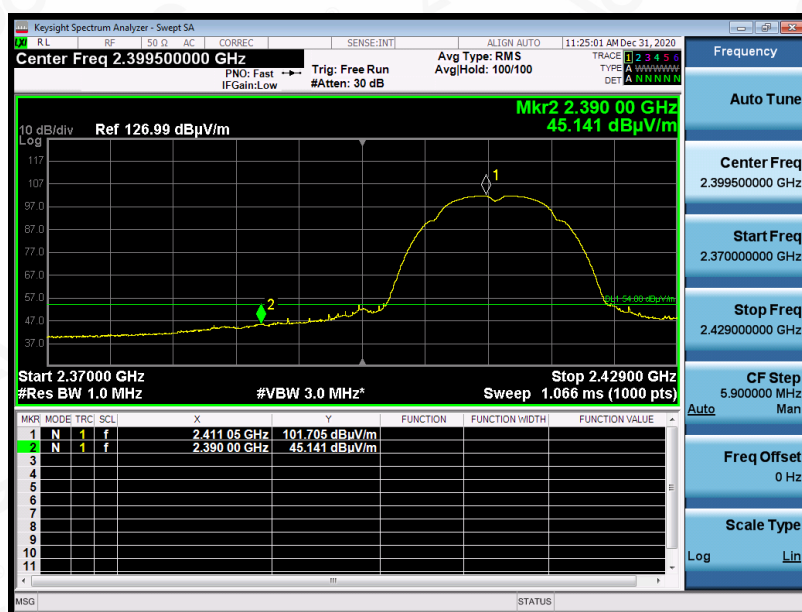 Keysight Spectrum Analyzer - Swept SA
LXI RL RF 50 Ω AC CORREC SENSE:INT ALIGN AUTO 11:25:01 AM Dec 31, 2020
Center Freq 2.399500000 GHz
PNO: Fast
IFGain:Low
Trig: Free Run
#Atten: 30 dB
Avg Type: RMS
Avg|Hold: 100/100
TRACE 1 2 3 4 5 6
TYPE A WWWWW
DET A N N N N N
Mkr2 2.390 00 GHz
45.141 dBµV/m
10 dB/div Ref 126.99 dBµV/m
Log
117
107
97.0
87.0
77.0
67.0
57.0
47.0
37.0
1
2
DL1 54.00 dBµV/m
Start 2.37000 GHz Stop 2.42900 GHz
#Res BW 1.0 MHz #VBW 3.0 MHz* Sweep 1.066 ms (1000 pts)
MKR MODE TRC SCL X Y FUNCTION FUNCTION WIDTH FUNCTION VALUE
1 N 1 f 2.411 05 GHz 101.705 dBµV/m
2 N 1 f 2.390 00 GHz 45.141 dBµV/m
3
4
5
6
7
8
9
10
11
MSG STATUS
Frequency
Auto Tune
Center Freq
2.399500000 GHz
Start Freq
2.370000000 GHz
Stop Freq
2.429000000 GHz
CF Step
5.900000 MHz
Auto Man
Freq Offset
0 Hz
Scale Type
Log Lin